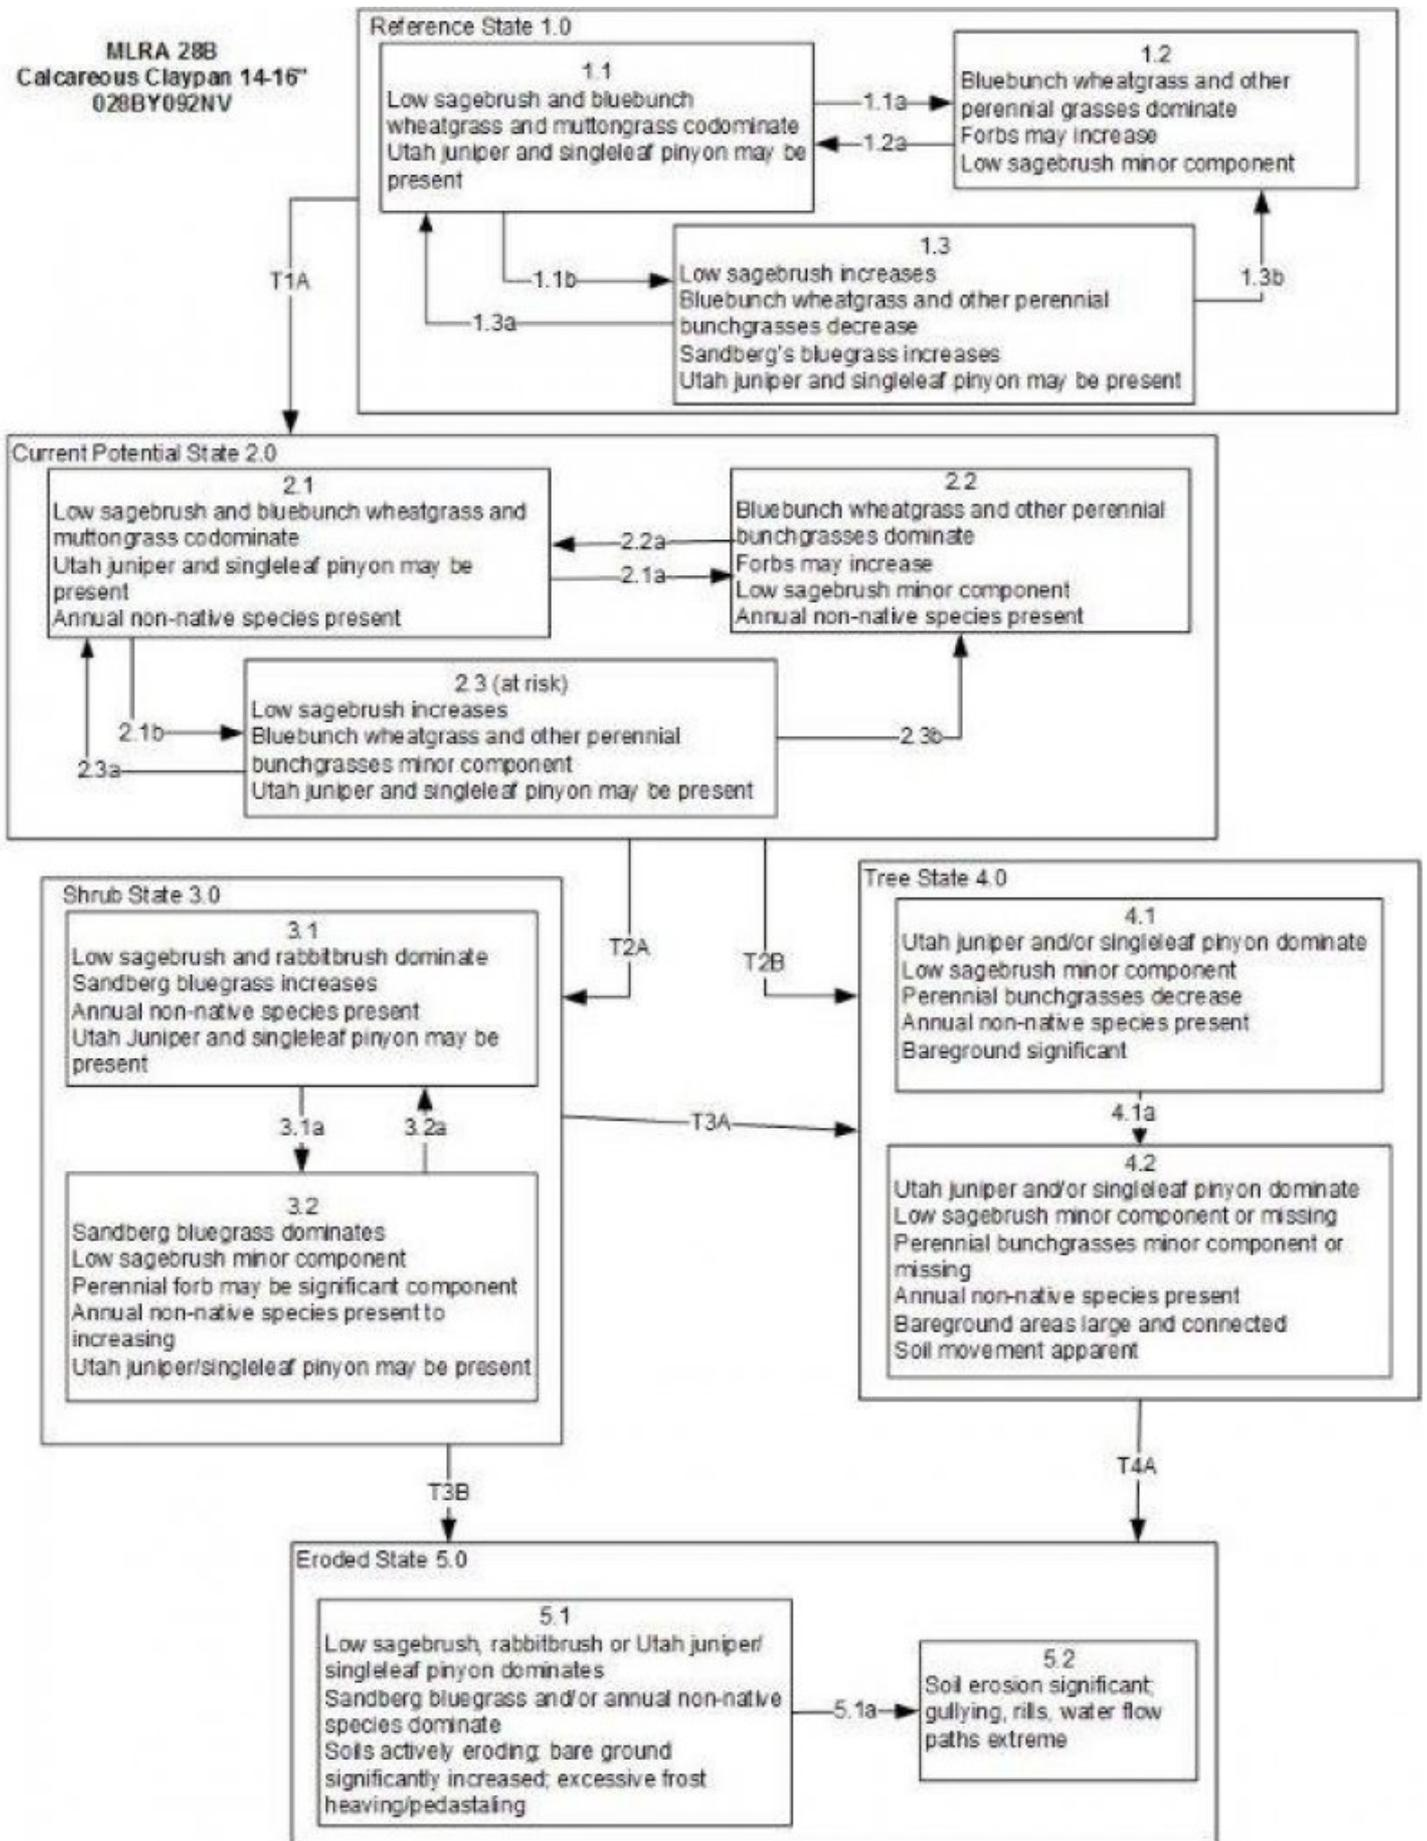 MLRA 28B
Calcareous Claypan 14-16"
028BY092NV
Reference State 1.0
1.1
Low sagebrush and bluebunch
wheatgrass and muttongrass codominate
Utah juniper and singleleaf pinyon may be
present
1.1a
1.2a
1.2
Bluebunch wheatgrass and other
perennial grasses dominate
Forbs may increase
Low sagebrush minor component
T1A
1.1b
1.3a
1.3
Low sagebrush increases
Bluebunch wheatgrass and other perennial
bunchgrasses decrease
Sandberg's bluegrass increases
Utah juniper and singleleaf pinyon may be present
1.3b
Current Potential State 2.0
2.1
Low sagebrush and bluebunch wheatgrass and
muttongrass codominate
Utah juniper and singleleaf pinyon may be
present
Annual non-native species present
2.2a
2.1a
2.2
Bluebunch wheatgrass and other perennial
bunchgrasses dominate
Forbs may increase
Low sagebrush minor component
Annual non-native species present
2.1b
2.3a
2.3 (at risk)
Low sagebrush increases
Bluebunch wheatgrass and other perennial
bunchgrasses minor component
Utah juniper and singleleaf pinyon may be present
2.3b
T2A
T2B
Shrub State 3.0
3.1
Low sagebrush and rabbitbrush dominate
Sandberg bluegrass increases
Annual non-native species present
Utah Juniper and singleleaf pinyon may be
present
3.1a
3.2a
3.2
Sandberg bluegrass dominates
Low sagebrush minor component
Perennial forb may be significant component
Annual non-native species present to
increasing
Utah juniper/singleleaf pinyon may be present
T3A
Tree State 4.0
4.1
Utah juniper and/or singleleaf pinyon dominate
Low sagebrush minor component
Perennial bunchgrasses decrease
Annual non-native species present
Bareground significant
4.1a
4.2
Utah juniper and/or singleleaf pinyon dominate
Low sagebrush minor component or missing
Perennial bunchgrasses minor component or
missing
Annual non-native species present
Bareground areas large and connected
Soil movement apparent
T3B
T4A
Eroded State 5.0
5.1
Low sagebrush, rabbitbrush or Utah juniper/
singleleaf pinyon dominates
Sandberg bluegrass and/or annual non-native
species dominate
Soils actively eroding; bare ground
significantly increased; excessive frost
heaving/pedastaling
5.1a
5.2
Soil erosion significant;
gullying, rills, water flow
paths extreme